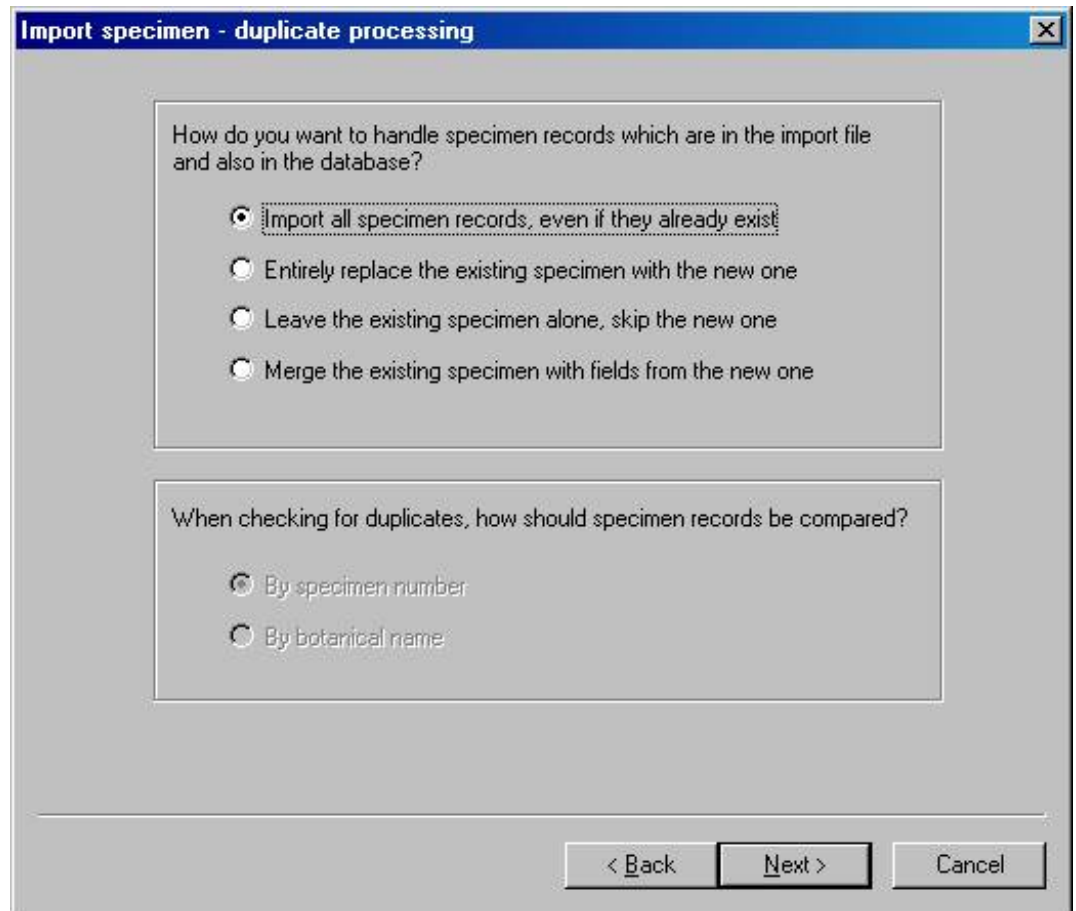 Import specimen - duplicate processing
How do you want to handle specimen records which are in the import file
and also in the database?
Import all specimen records, even if they already exist
Entirely replace the existing specimen with the new one
Leave the existing specimen alone, skip the new one
Merge the existing specimen with fields from the new one
When checking for duplicates, how should specimen records be compared?
By specimen number
By botanical name
< Back Next > Cancel